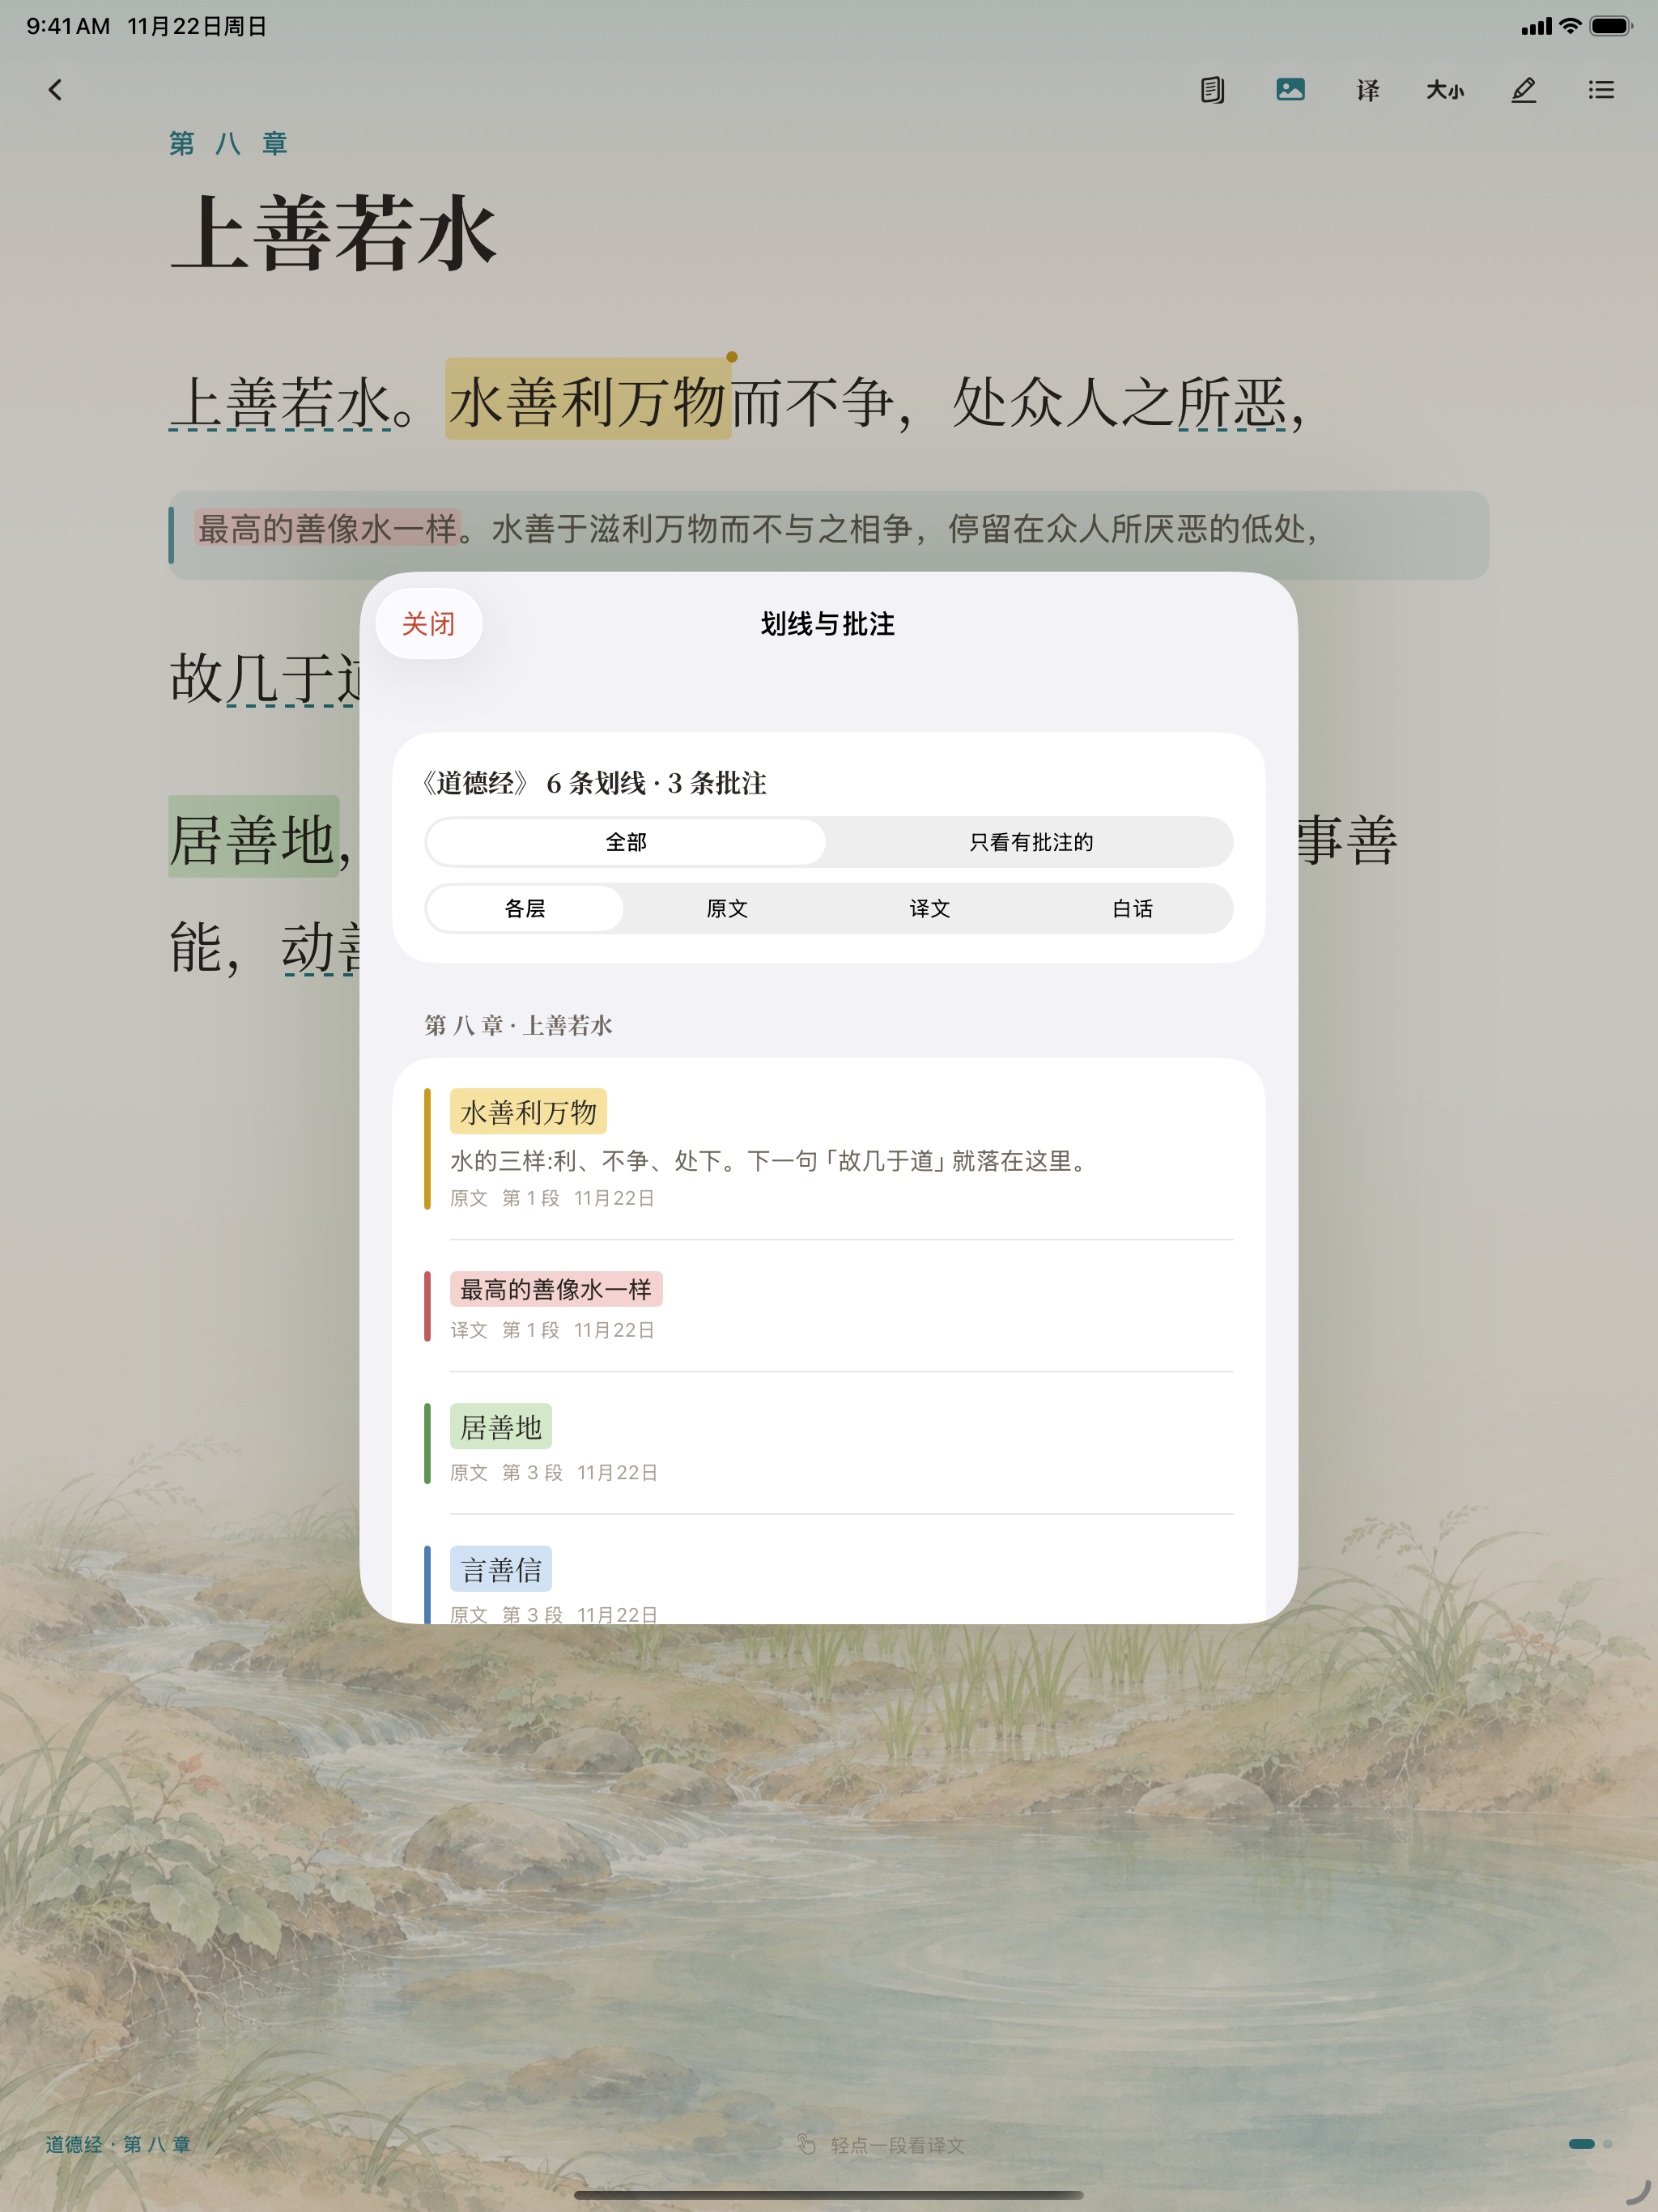 9:41 AM 11月22日周日
译 大小
第 八 章
上善若水
上善若水。水善利万物而不争，处众人之所恶，
最高的善像水一样。水善于滋利万物而不与之相争，停留在众人所厌恶的低处，
关闭 划线与批注
故几于道
《道德经》 6 条划线 · 3 条批注
居善地， 事善
全部 只看有批注的
各层 原文 译文 白话
能，动善
第 八 章 · 上善若水
水善利万物
水的三样:利、不争、处下。下一句「故几于道」就落在这里。
原文 第 1 段 11月22日
最高的善像水一样
译文 第 1 段 11月22日
居善地
原文 第 3 段 11月22日
言善信
原文 第 3 段 11月22日
道德经 · 第 八 章 轻点一段看译文